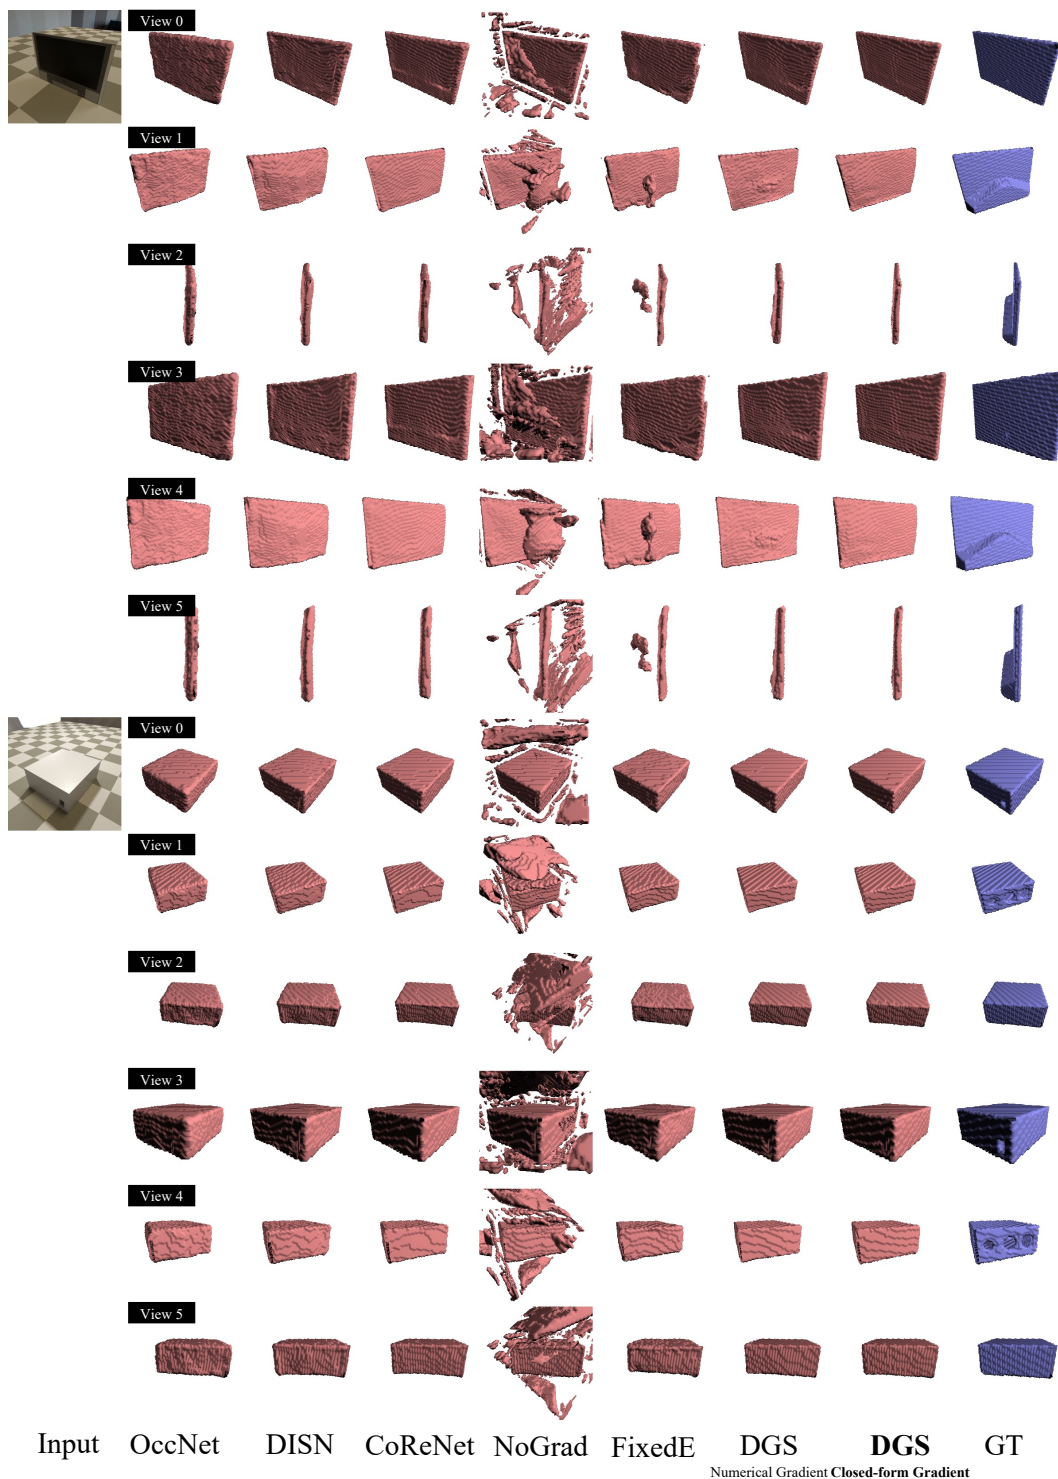 View 0
View 1
View 2
View 3
View 4
View 5
View 0
View 1
View 2
View 3
View 4
View 5
Input OccNet DISN CoReNet NoGrad FixedE DGS DGS GT
Numerical Gradient Closed-form Gradient